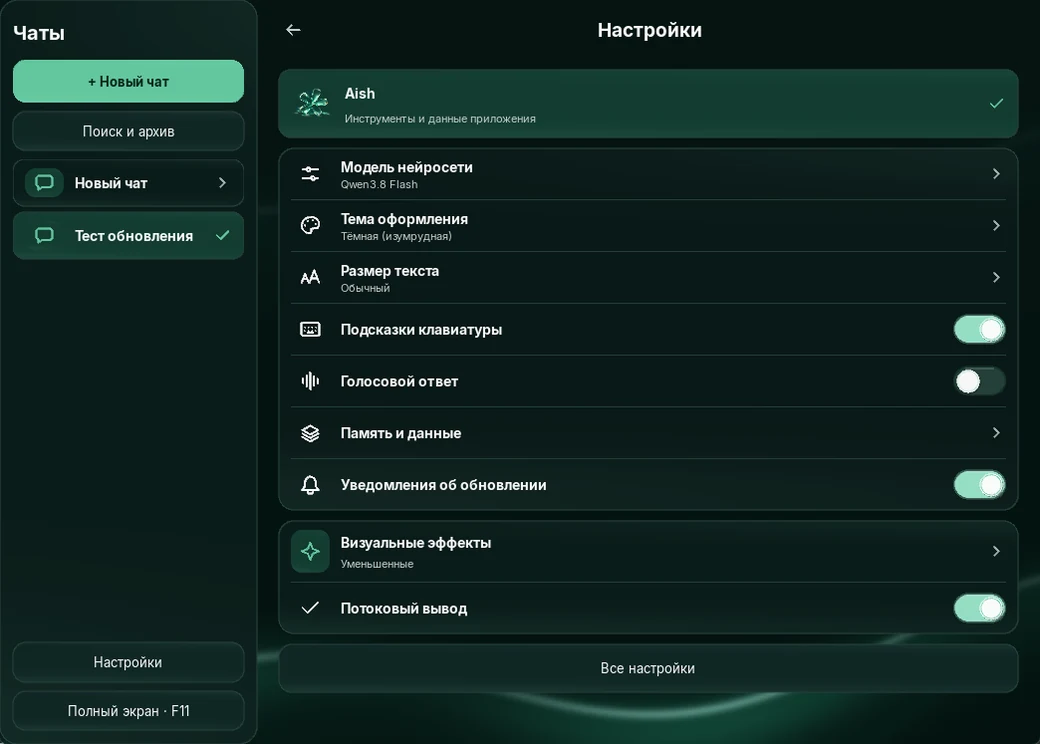 Чаты
+ Новый чат
Поиск и архив
Новый чат
Тест обновления
Настройки
Полный экран · F11
Настройки
Aish
Инструменты и данные приложения
Модель нейросети
Qwen3.8 Flash
Тема оформления
Тёмная (изумрудная)
Размер текста
Обычный
Подсказки клавиатуры
Голосовой ответ
Память и данные
Уведомления об обновлении
Визуальные эффекты
Уменьшенные
Потоковый вывод
Все настройки